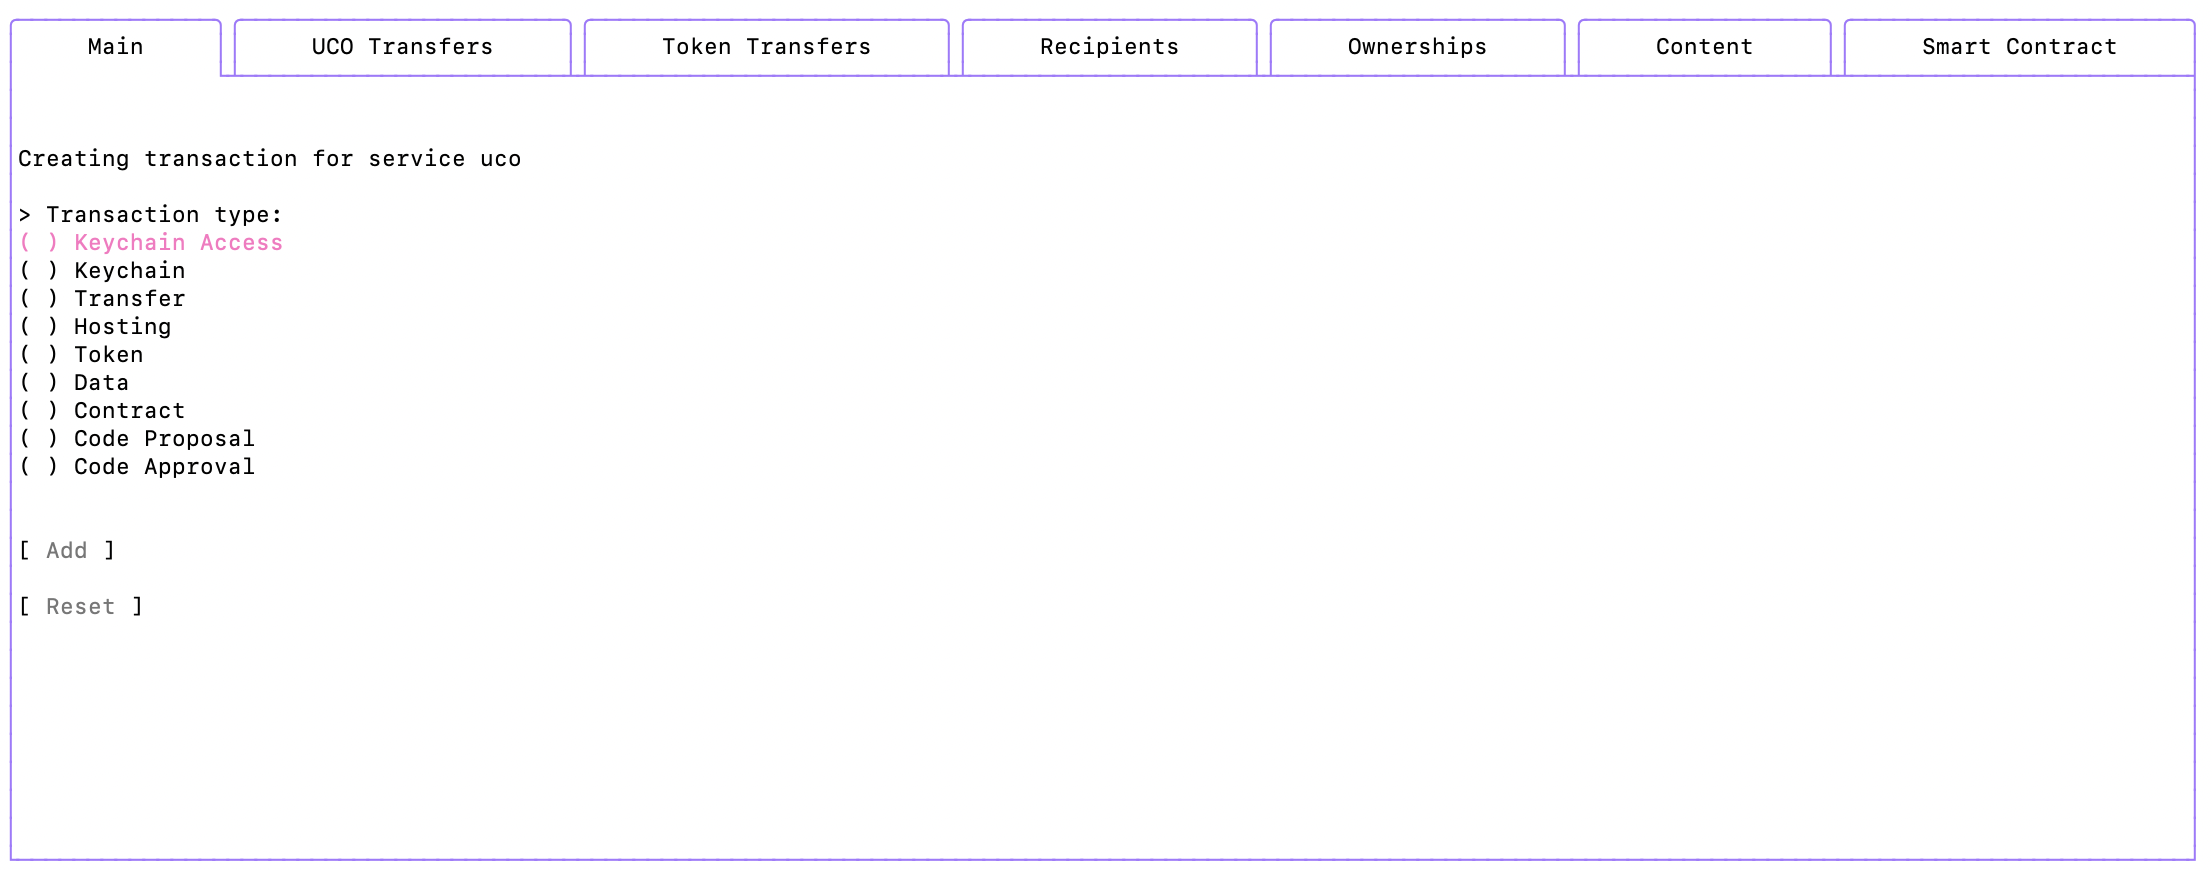 Main UCO Transfers Token Transfers Recipients Ownerships Content Smart Contract
Creating transaction for service uco
> Transaction type:
( ) Keychain Access
( ) Keychain
( ) Transfer
( ) Hosting
( ) Token
( ) Data
( ) Contract
( ) Code Proposal
( ) Code Approval
[ Add ]
[ Reset ]